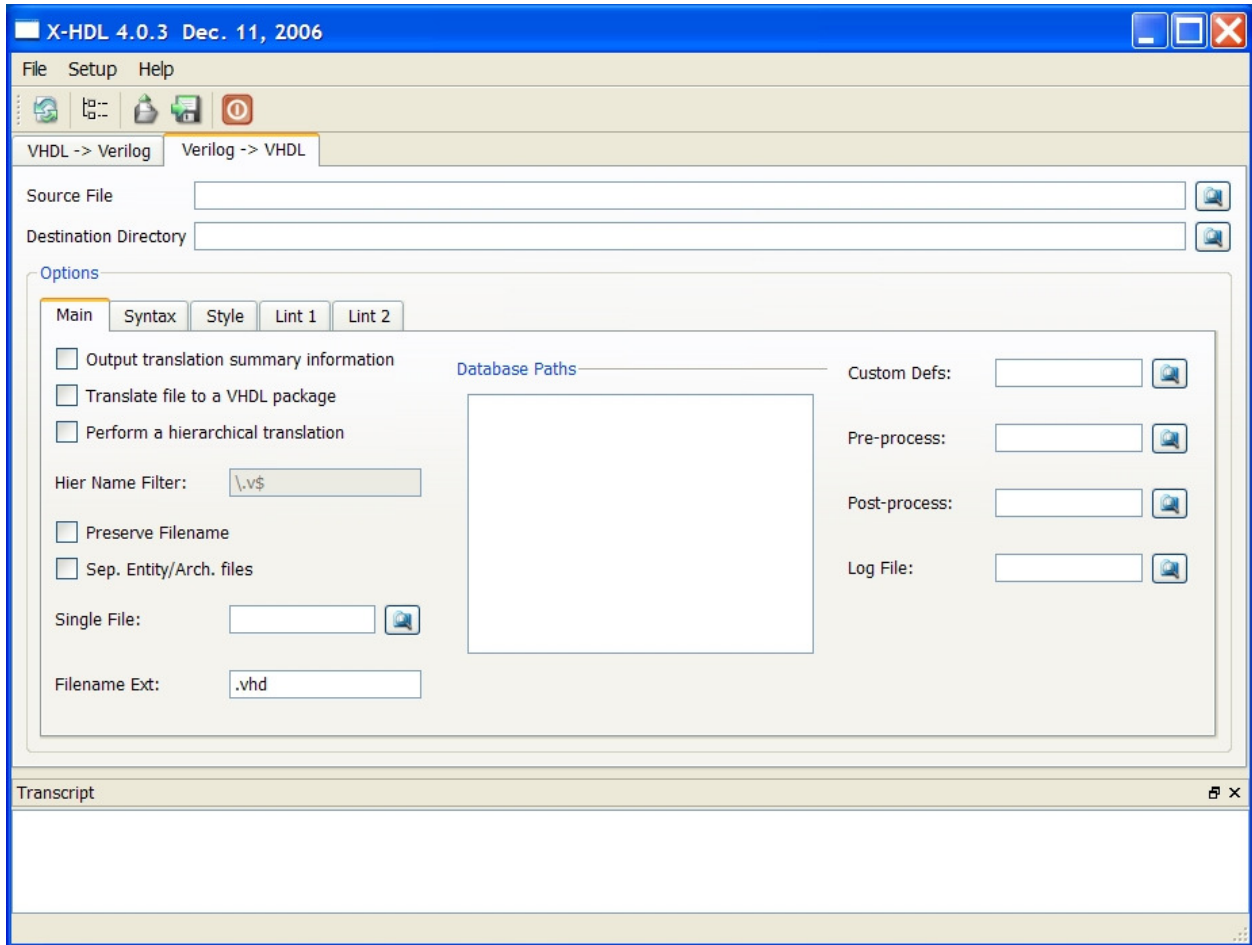 X-HDL 4.0.3 Dec. 11, 2006
File Setup Help
VHDL -> Verilog Verilog -> VHDL
Source File
Destination Directory
Options
Main Syntax Style Lint 1 Lint 2
Output translation summary information
Translate file to a VHDL package
Perform a hierarchical translation
Hier Name Filter: \.v$
Preserve Filename
Sep. Entity/Arch. files
Single File:
Filename Ext: .vhd
Database Paths
Custom Defs:
Pre-process:
Post-process:
Log File:
Transcript